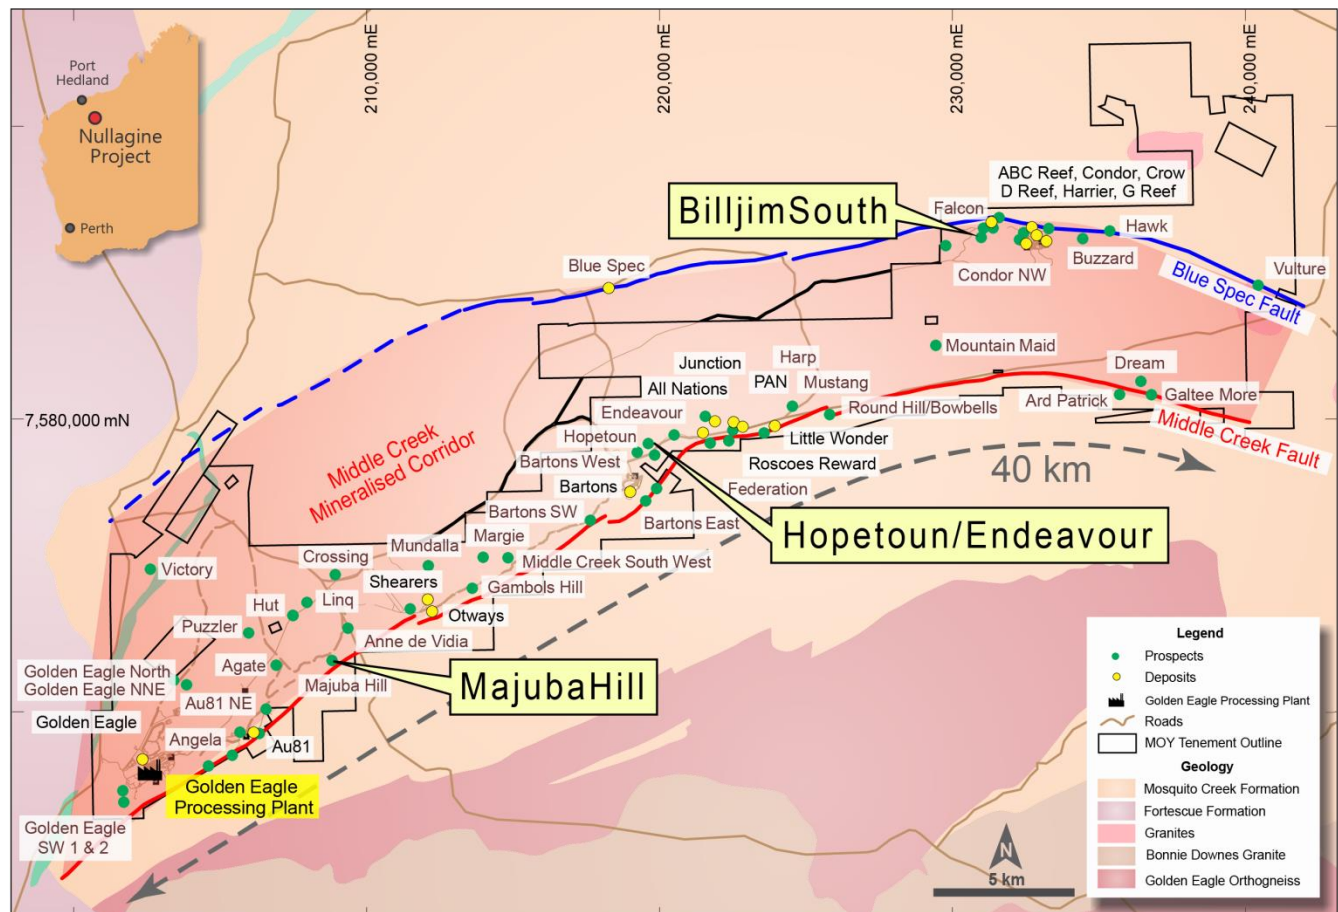 210,000 mE
220,000 mE
230,000 mE
240,000 mE
Port
Hedland
Nullagine
Project
Perth
ABC Reef, Condor, Crow
D Reef, Harrier, G Reef
BilljimSouth
Falcon
Hawk
Blue Spec
Condor NW
Buzzard
Vulture
Blue Spec Fault
Mountain Maid
Junction
Harp
Dream
All Nations
PAN
Mustang
7,580,000 mN
Endeavour
Round Hill/Bowbells
Ard Patrick
Galtee More
Middle Creek
Mineralised Corridor
Hopetoun
Little Wonder
Middle Creek Fault
Bartons West
Roscoes Reward
40 km
Bartons
Federation
Bartons SW
Bartons East
Hopetoun/Endeavour
Mundalla
Margie
Crossing
Middle Creek South West
Victory
Shearers
Gambols Hill
Hut
Linq
Otways
Puzzler
Anne de Vidia
Golden Eagle North
Golden Eagle NNE
Agate
Majuba Hill
MajubaHill
Au81 NE
Golden Eagle
Angela
Au81
Golden Eagle
Processing Plant
Golden Eagle
SW 1 & 2
N
5 km
Legend
Prospects
Deposits
Golden Eagle Processing Plant
Roads
MOY Tenement Outline
Geology
Mosquito Creek Formation
Fortescue Formation
Granites
Bonnie Downes Granite
Golden Eagle Orthogneiss